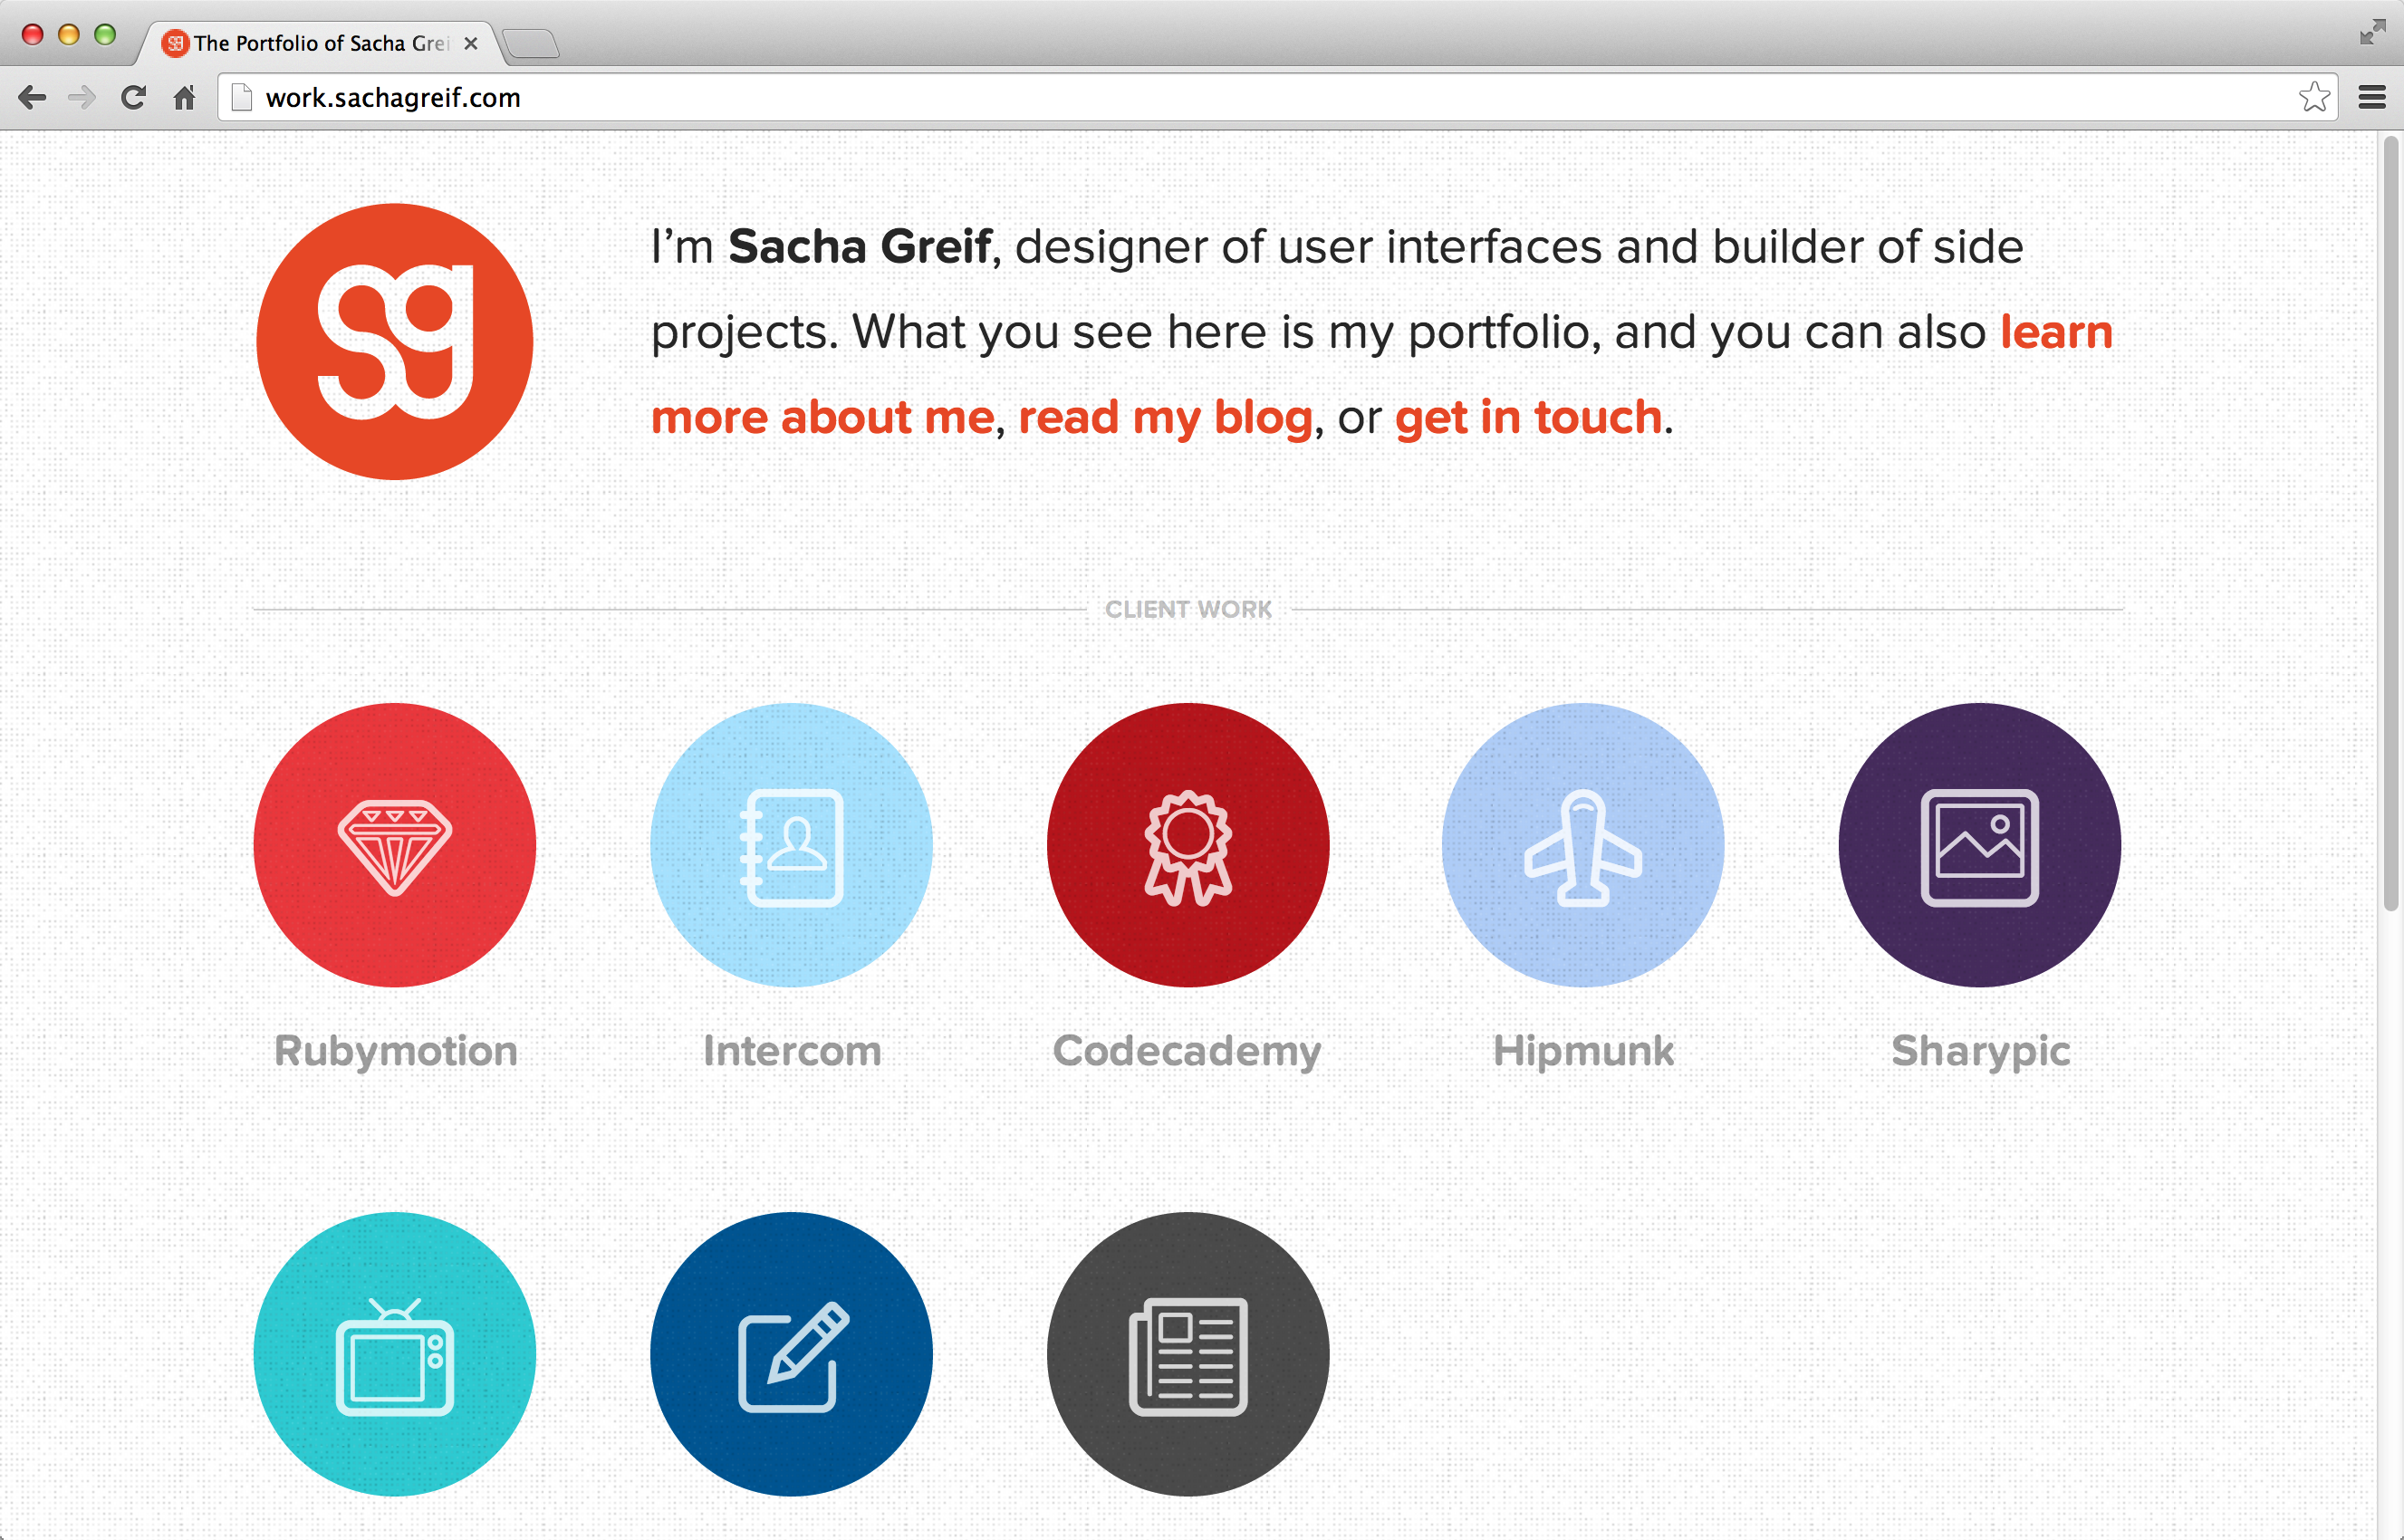 The Portfolio of Sacha Grei
work.sachagreif.com
sg
I'm Sacha Greif, designer of user interfaces and builder of side
projects. What you see here is my portfolio, and you can also learn
more about me, read my blog, or get in touch.
CLIENT WORK
Rubymotion
Intercom
Codecademy
Hipmunk
Sharypic